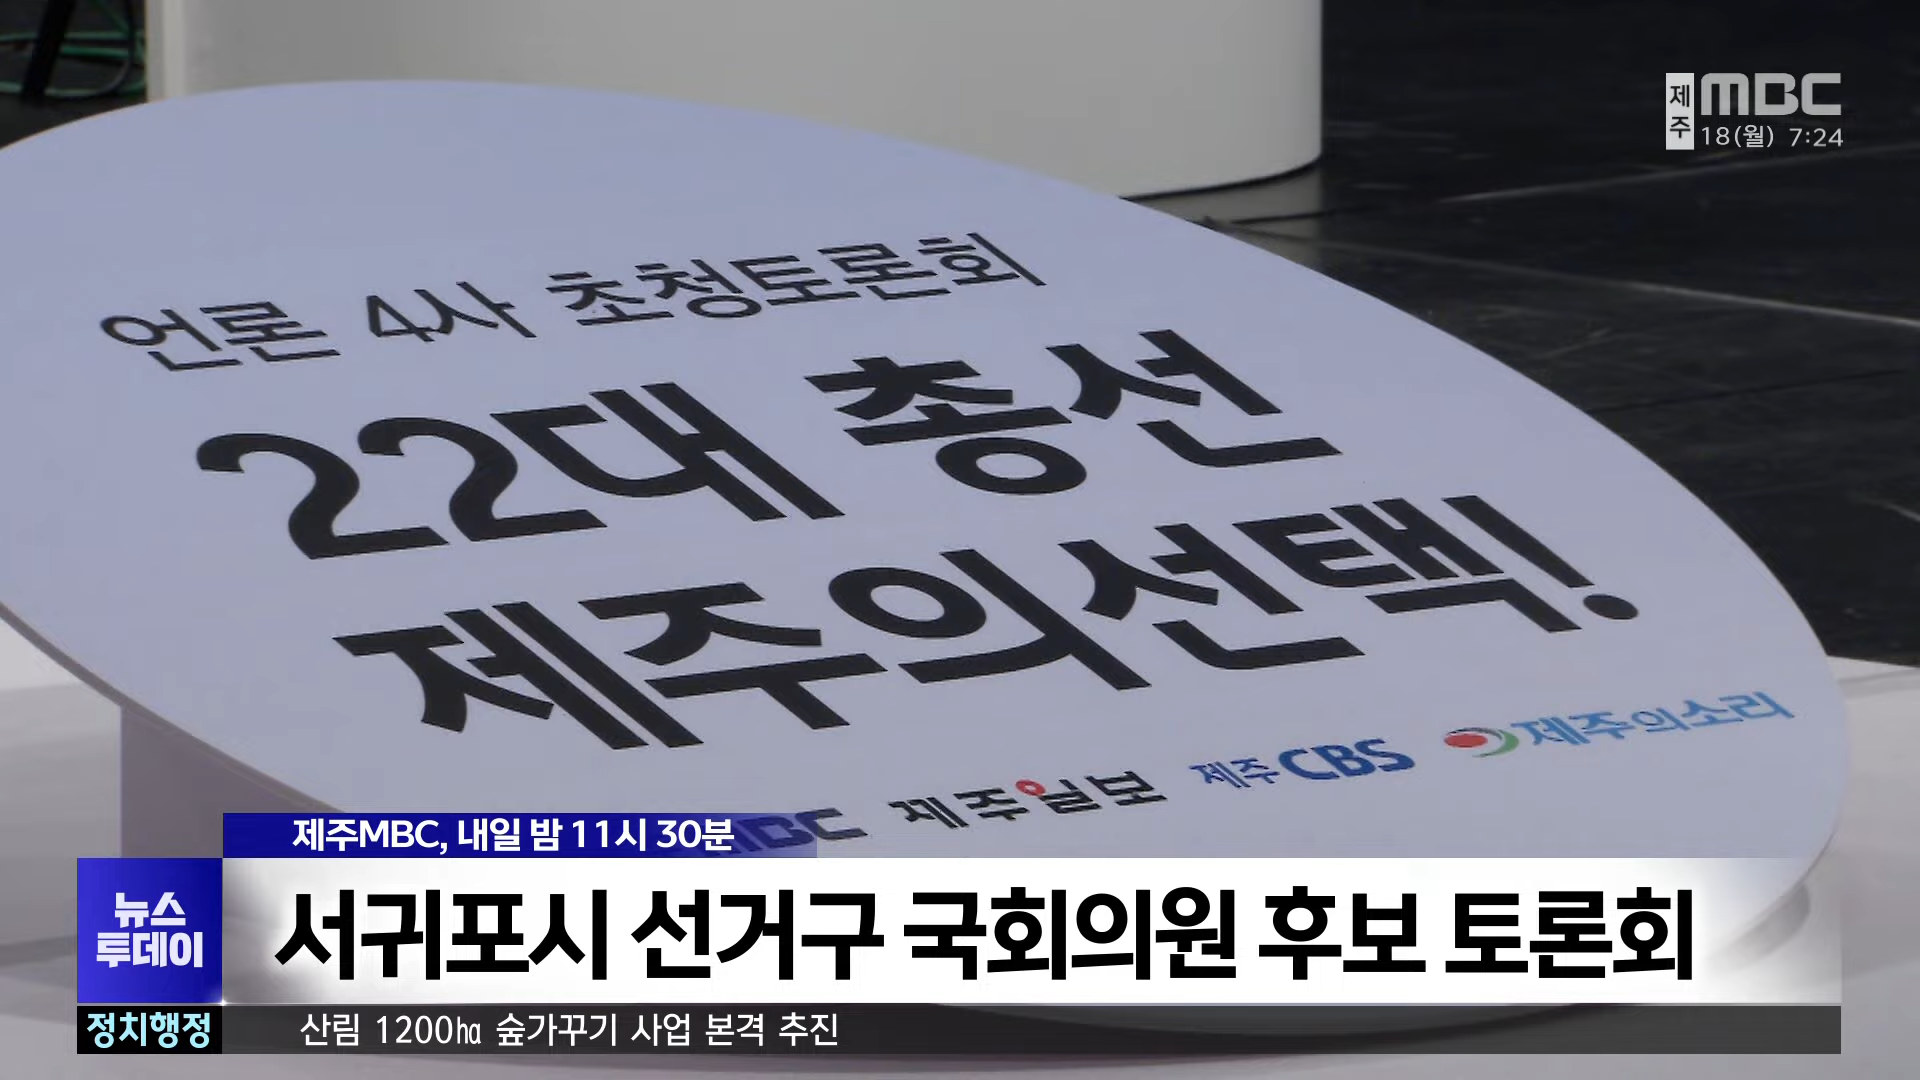 제주 MBC
18(월) 7:24
언론 4사 초청토론회
22대 총선
제주의선택!
MBC 제주일보 제주CBS 제주의소리
제주MBC, 내일 밤 11시 30분
뉴스
투데이
서귀포시 선거구 국회의원 후보 토론회
정치행정
산림 1200㏊ 숲가꾸기 사업 본격 추진